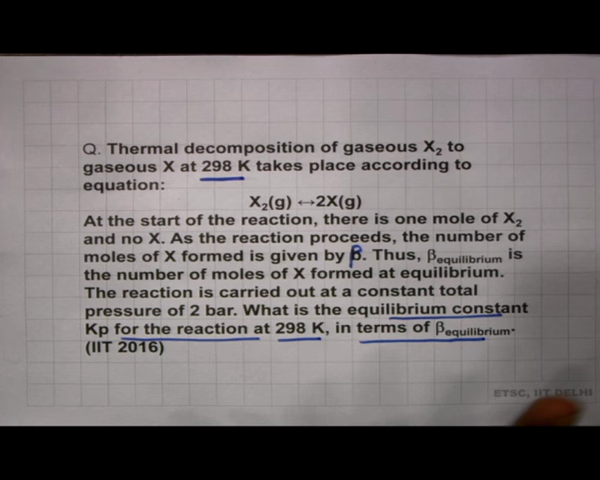 Q. Thermal decomposition of gaseous X₂ to
gaseous X at 298 K takes place according to
equation:
X₂(g) ↔2X(g)
At the start of the reaction, there is one mole of X₂
and no X. As the reaction proceeds, the number of
moles of X formed is given by β. Thus, βequilibrium is
the number of moles of X formed at equilibrium.
The reaction is carried out at a constant total
pressure of 2 bar. What is the equilibrium constant
Kp for the reaction at 298 K, in terms of βequilibrium.
(IIT 2016)
ETSC, IIT DELHI